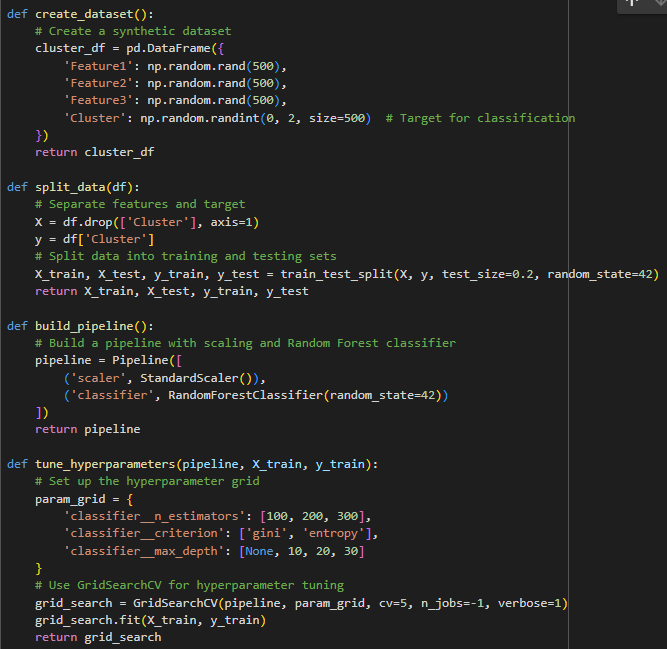 def create_dataset():
    # Create a synthetic dataset
    cluster_df = pd.DataFrame({
        'Feature1': np.random.rand(500),
        'Feature2': np.random.rand(500),
        'Feature3': np.random.rand(500),
        'Cluster': np.random.randint(0, 2, size=500)  # Target for classification
    })
    return cluster_df

def split_data(df):
    # Separate features and target
    X = df.drop(['Cluster'], axis=1)
    y = df['Cluster']
    # Split data into training and testing sets
    X_train, X_test, y_train, y_test = train_test_split(X, y, test_size=0.2, random_state=42)
    return X_train, X_test, y_train, y_test

def build_pipeline():
    # Build a pipeline with scaling and Random Forest classifier
    pipeline = Pipeline([
        ('scaler', StandardScaler()),
        ('classifier', RandomForestClassifier(random_state=42))
    ])
    return pipeline

def tune_hyperparameters(pipeline, X_train, y_train):
    # Set up the hyperparameter grid
    param_grid = {
        'classifier__n_estimators': [100, 200, 300],
        'classifier__criterion': ['gini', 'entropy'],
        'classifier__max_depth': [None, 10, 20, 30]
    }
    # Use GridSearchCV for hyperparameter tuning
    grid_search = GridSearchCV(pipeline, param_grid, cv=5, n_jobs=-1, verbose=1)
    grid_search.fit(X_train, y_train)
    return grid_search